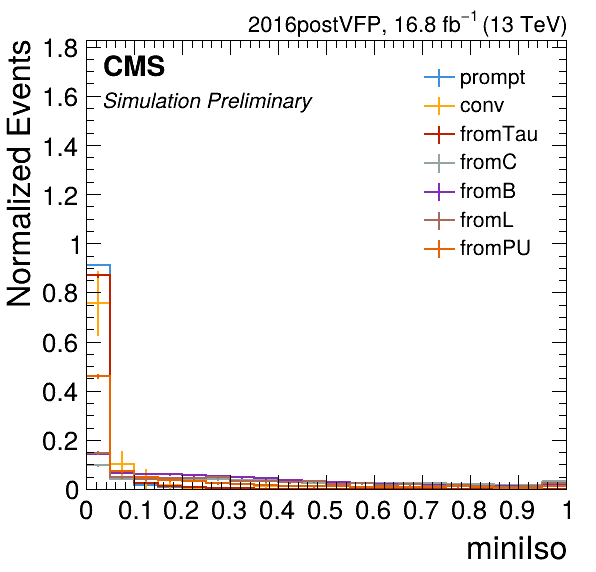 2016postVFP, 16.8 fb⁻¹ (13 TeV)
CMS
Simulation Preliminary
prompt
conv
fromTau
fromC
fromB
fromL
fromPU
Normalized Events
1.8
1.6
1.4
1.2
1
0.8
0.6
0.4
0.2
0
0 0.1 0.2 0.3 0.4 0.5 0.6 0.7 0.8 0.9 1
miniIso